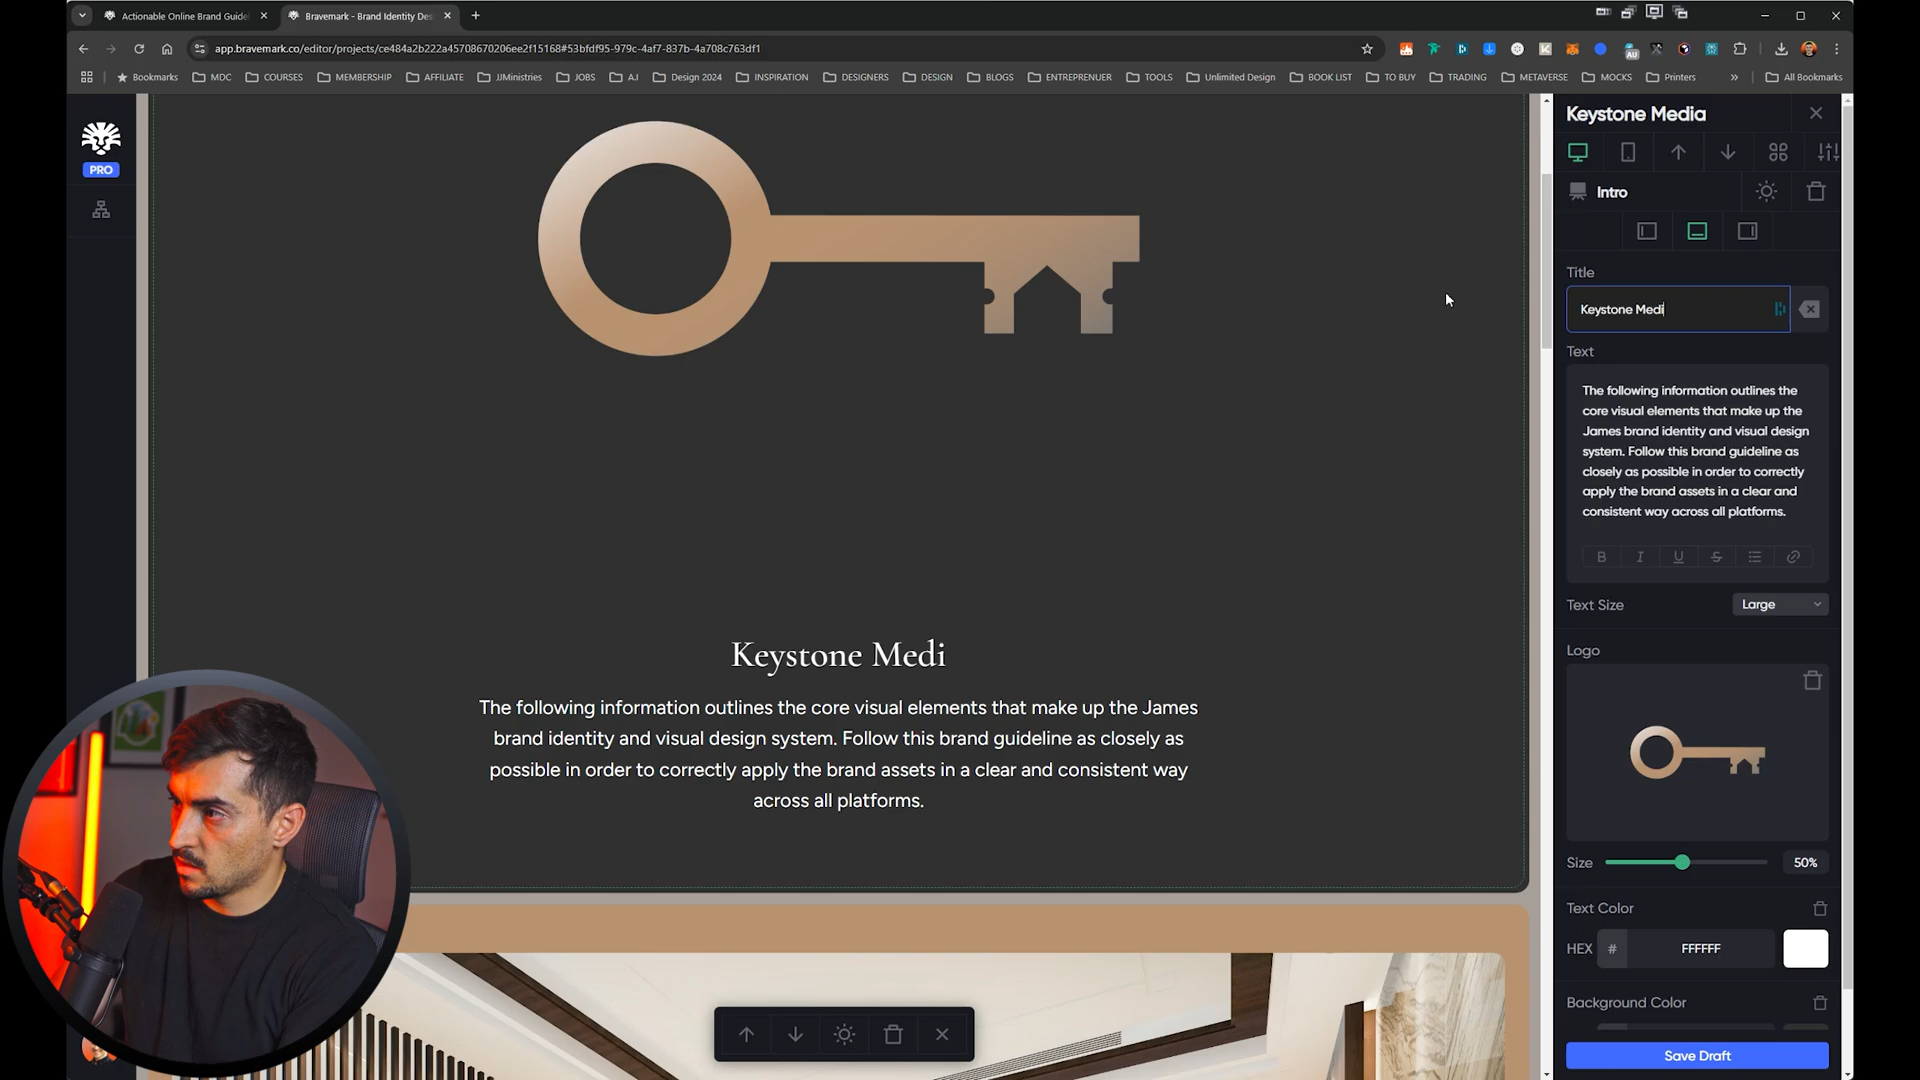 Actionable Online Brand Guide
Bravemark - Brand Identity Des
app.bravemark.co/editor/projects/ce484a2b222a45708670206ee2f15168#53bfdf95-979c-4af7-837b-4a708c763df1
Bookmarks MDC COURSES MEMBERSHIP AFFILIATE JJMinistries JOBS A.I Design 2024 INSPIRATION DESIGNERS DESIGN BLOGS ENTREPRENUER TOOLS Unlimited Design BOOK LIST TO BUY TRADING METAVERSE MOCKS Printers » All Bookmarks
PRO
Keystone Medi
The following information outlines the core visual elements that make up the James
brand identity and visual design system. Follow this brand guideline as closely as
possible in order to correctly apply the brand assets in a clear and consistent way
across all platforms.
Keystone Media
Intro
Title
Keystone Medi
Text
The following information outlines the
core visual elements that make up the
James brand identity and visual design
system. Follow this brand guideline as
closely as possible in order to correctly
apply the brand assets in a clear and
consistent way across all platforms.
B I U S
Text Size Large
Logo
Size 50%
Text Color
HEX # FFFFFF
Background Color
Save Draft